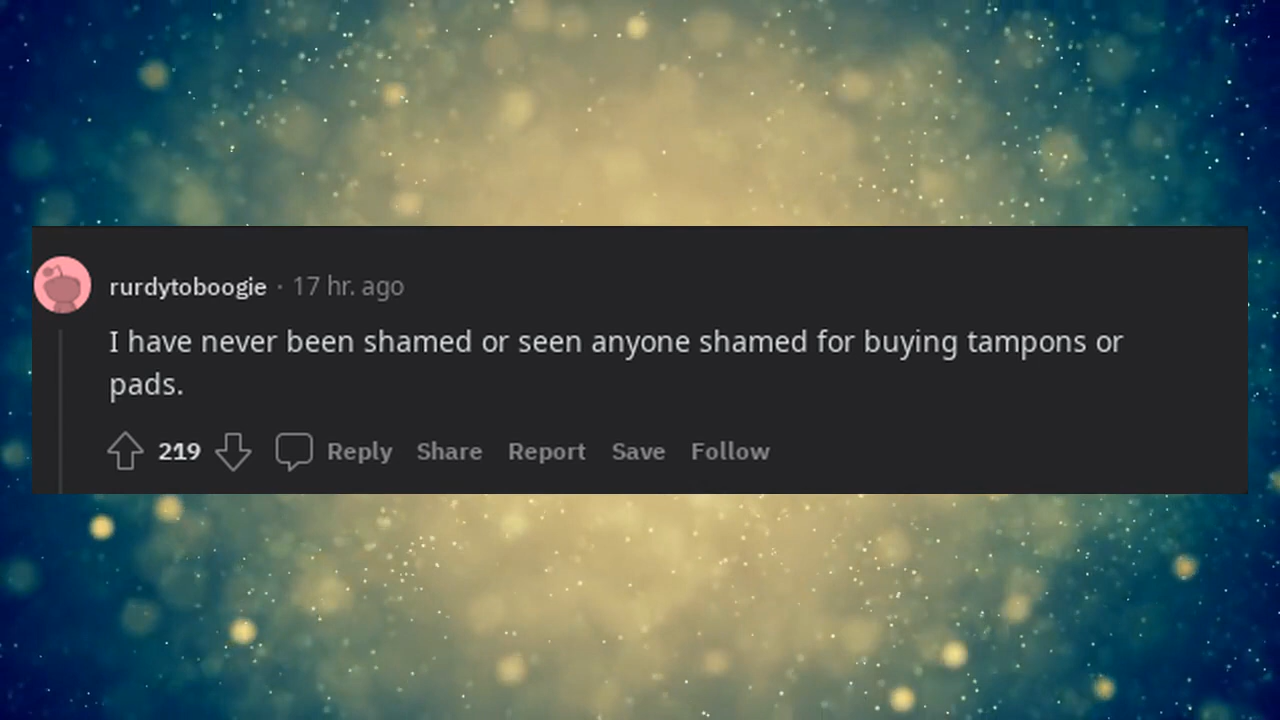 rurdytoboogie · 17 hr. ago
I have never been shamed or seen anyone shamed for buying tampons or
pads.
219 Reply Share Report Save Follow